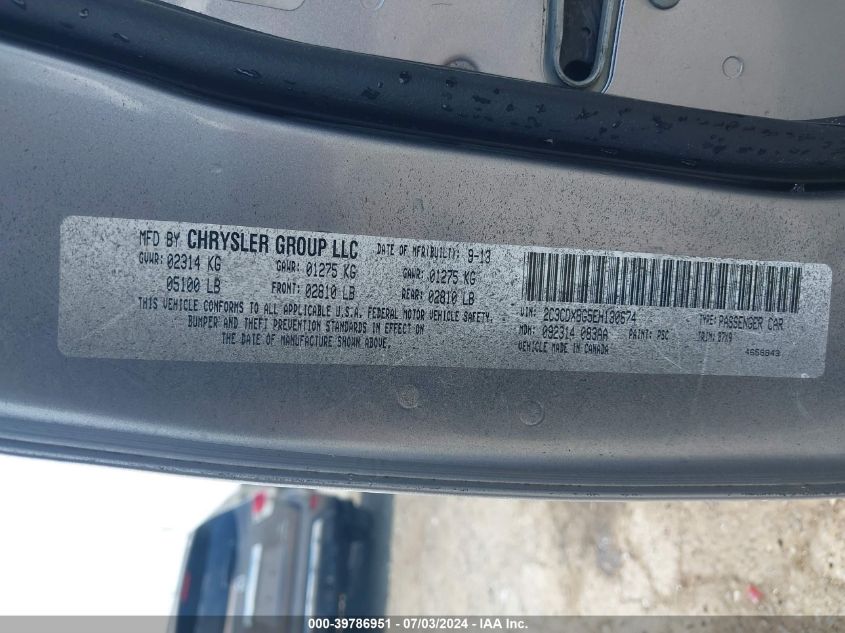 MFD BY CHRYSLER GROUP LLC DATE OF MFR(BUILT): 9-13
GVWR: 02314 KG GAWR: 01275 KG GAWR: 01275 KG
05100 LB FRONT: 02810 LB REAR: 02810 LB
THIS VEHICLE CONFORMS TO ALL APPLICABLE U.S.A. FEDERAL MOTOR VEHICLE SAFETY,
BUMPER AND THEFT PREVENTION STANDARDS IN EFFECT ON
THE DATE OF MANUFACTURE SHOWN ABOVE.
VIN: 2C3CDXBG5EH130674 TYPE: PASSENGER CAR
MDH: 092314 083AA PAINT: PSC TRIM: D7X9
VEHICLE MADE IN CANADA
000-39786951 / 07/03/2024 - IAA Inc.